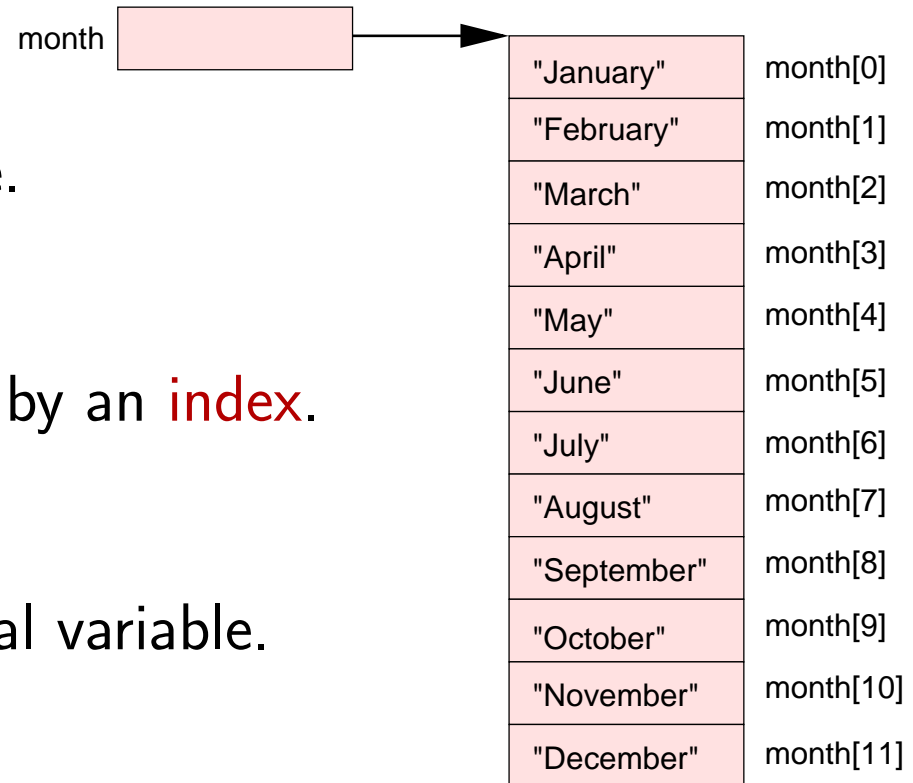 month
"January" month[0]
"February" month[1]
e.
"March" month[2]
"April" month[3]
"May" month[4]
by an index.
"June" month[5]
"July" month[6]
"August" month[7]
"September" month[8]
al variable.
"October" month[9]
"November" month[10]
"December" month[11]